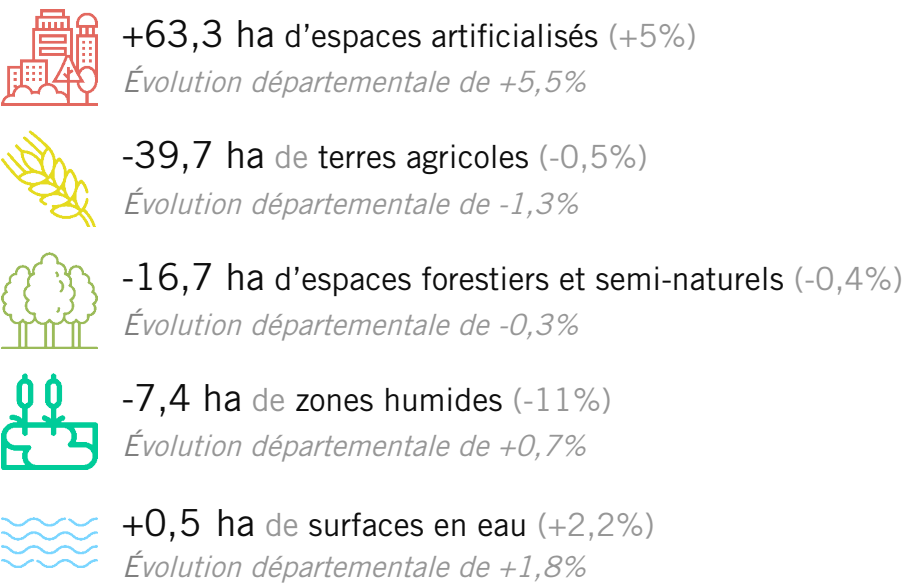 +63,3 ha d'espaces artificialisés (+5%)
Évolution départementale de +5,5%
-39,7 ha de terres agricoles (-0,5%)
Évolution départementale de -1,3%
-16,7 ha d'espaces forestiers et semi-naturels (-0,4%)
Évolution départementale de -0,3%
-7,4 ha de zones humides (-11%)
Évolution départementale de +0,7%
+0,5 ha de surfaces en eau (+2,2%)
Évolution départementale de +1,8%